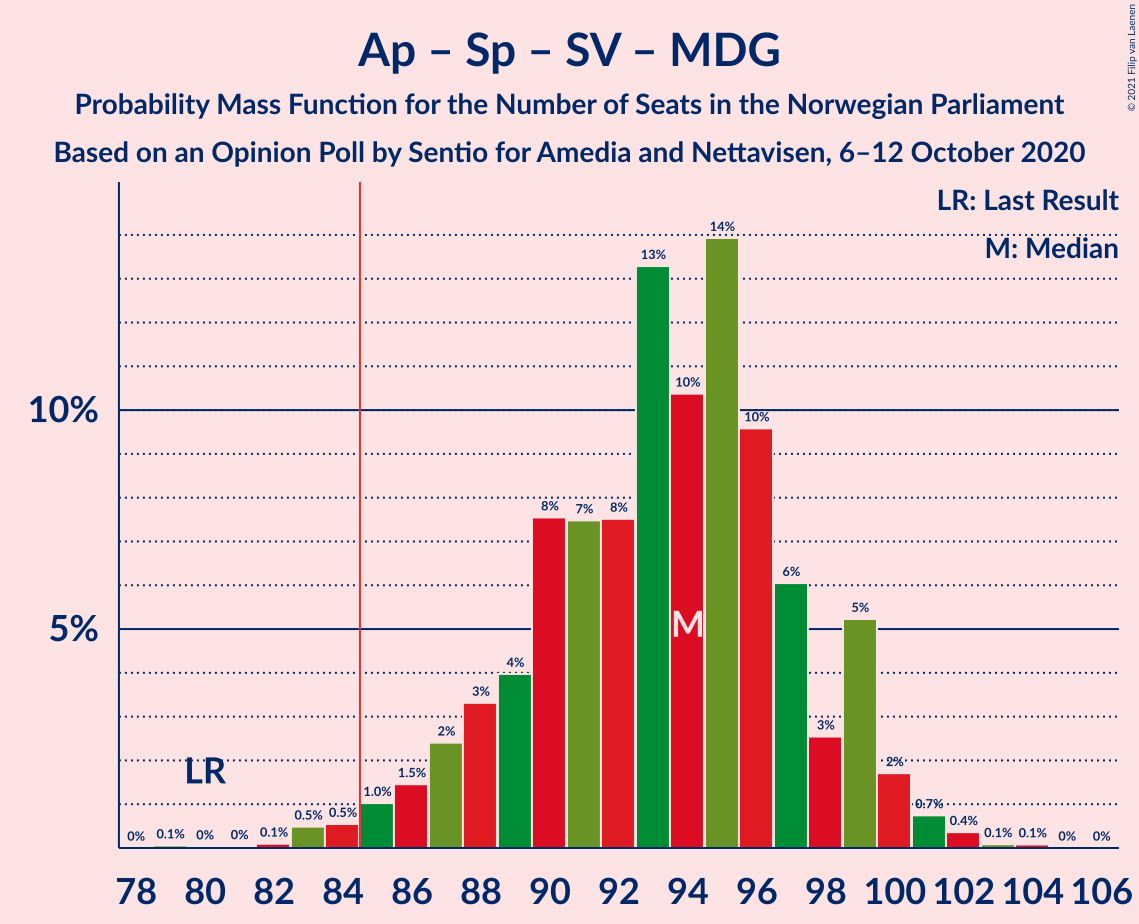 Ap – Sp – SV – MDG
Probability Mass Function for the Number of Seats in the Norwegian Parliament
Based on an Opinion Poll by Sentio for Amedia and Nettavisen, 6–12 October 2020
© 2021 Filip van Laenen
LR: Last Result
M: Median
10%
5%
LR
M
0% 0.1% 0% 0% 0.1% 0.5% 0.5% 1.0% 1.5% 2% 3% 4% 8% 7% 8% 13% 10% 14% 10% 6% 3% 5% 2% 0.7% 0.4% 0.1% 0.1% 0% 0%
78 80 82 84 86 88 90 92 94 96 98 100 102 104 106